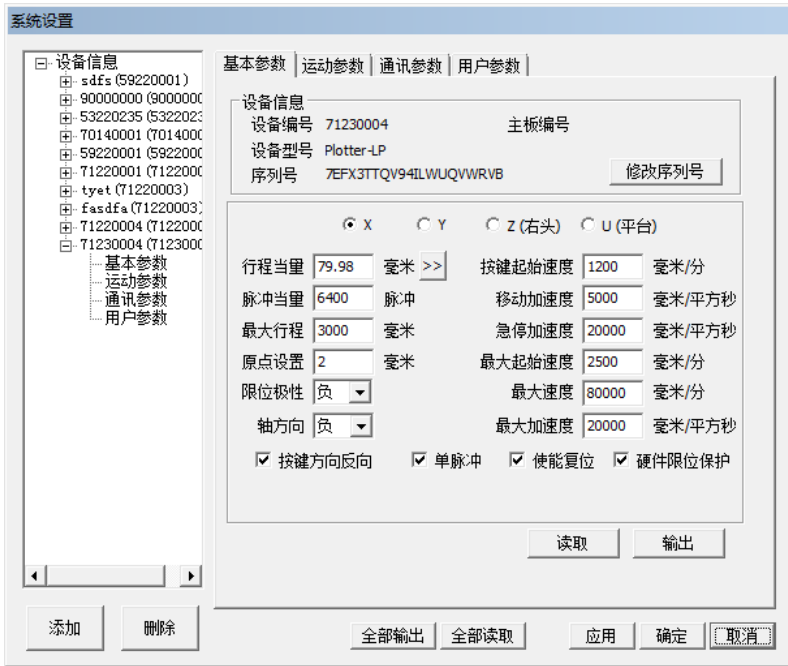 系统设置
设备信息
sdfs (59220001)
90000000 (9000000
53220235 (5322023
70140001 (7014000
59220001 (5922000
71220001 (7122000
tyet (71220003)
fasdfa (71220003)
71220004 (7122000
71230004 (7123000
基本参数
运动参数
通讯参数
用户参数
添加 删除
基本参数 运动参数 通讯参数 用户参数
设备信息
设备编号 71230004 主板编号
设备型号 Plotter-LP
序列号 7EFX3TTQV94ILWUQVWRVB 修改序列号
X Y Z (右头) U (平台)
行程当量 79.98 毫米 >> 按键起始速度 1200 毫米/分
脉冲当量 6400 脉冲 移动加速度 5000 毫米/平方秒
最大行程 3000 毫米 急停加速度 20000 毫米/平方秒
原点设置 2 毫米 最大起始速度 2500 毫米/分
限位极性 负 最大速度 80000 毫米/分
轴方向 负 最大加速度 20000 毫米/平方秒
按键方向反向 单脉冲 使能复位 硬件限位保护
读取 输出
全部输出 全部读取 应用 确定 取消